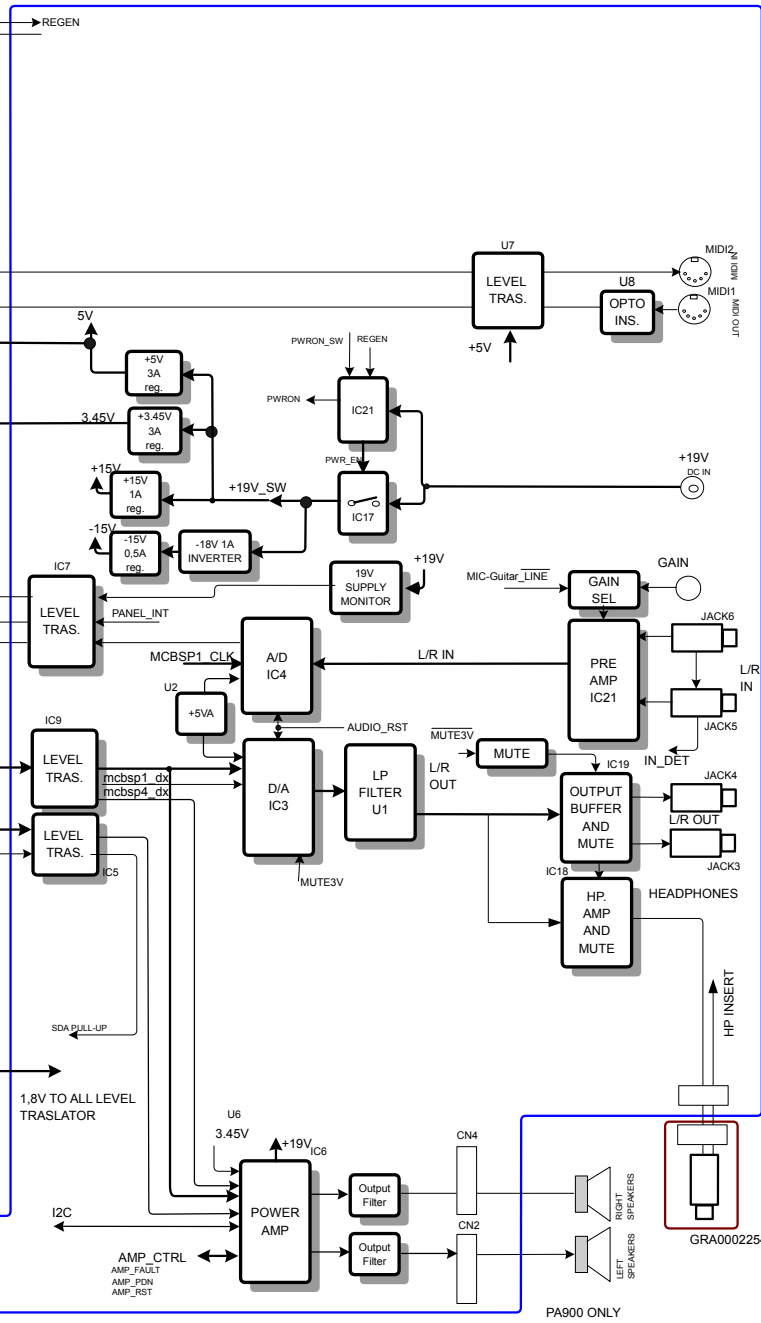 REGEN
U7
LEVEL
TRAS.
+5V
U8
OPTO
INS.
MIDI2
MIDI IN
MIDI1
MIDI OUT
5V
+5V
3A
reg.
3.45V
+3.45V
3A
reg.
+15V
+15V
1A
reg.
-15V
-15V
0,5A
reg.
-18V 1A
INVERTER
+19V_SW
PWRON_SW
REGEN
PWRON
IC21
PWR_EN
IC17
+19V
DC IN
19V
SUPPLY
MONITOR
+19V
IC7
LEVEL
TRAS.
PANEL_INT
MIC-Guitar_LINE
GAIN
SEL
GAIN
MCBSP1_CLK
A/D
IC4
L/R IN
PRE
AMP
IC21
JACK6
L/R
IN
JACK5
IN_DET
U2
+5VA
AUDIO_RST
IC9
LEVEL
TRAS.
mcbsp1_dx
mcbsp4_dx
D/A
IC3
MUTE3V
LP
FILTER
U1
L/R
OUT
MUTE3V
MUTE
IC19
OUTPUT
BUFFER
AND
MUTE
JACK4
L/R OUT
JACK3
LEVEL
TRAS.
IC5
IC18
HP.
AMP
AND
MUTE
HEADPHONES
HP INSERT
SDA PULL-UP
1,8V TO ALL LEVEL
TRASLATOR
U6
3.45V
+19V
IC6
POWER
AMP
I2C
AMP_CTRL
AMP_FAULT
AMP_PDN
AMP_RST
Output
Filter
Output
Filter
CN4
CN2
RIGHT
SPEAKERS
LEFT
SPEAKERS
GRA0002254
PA900 ONLY